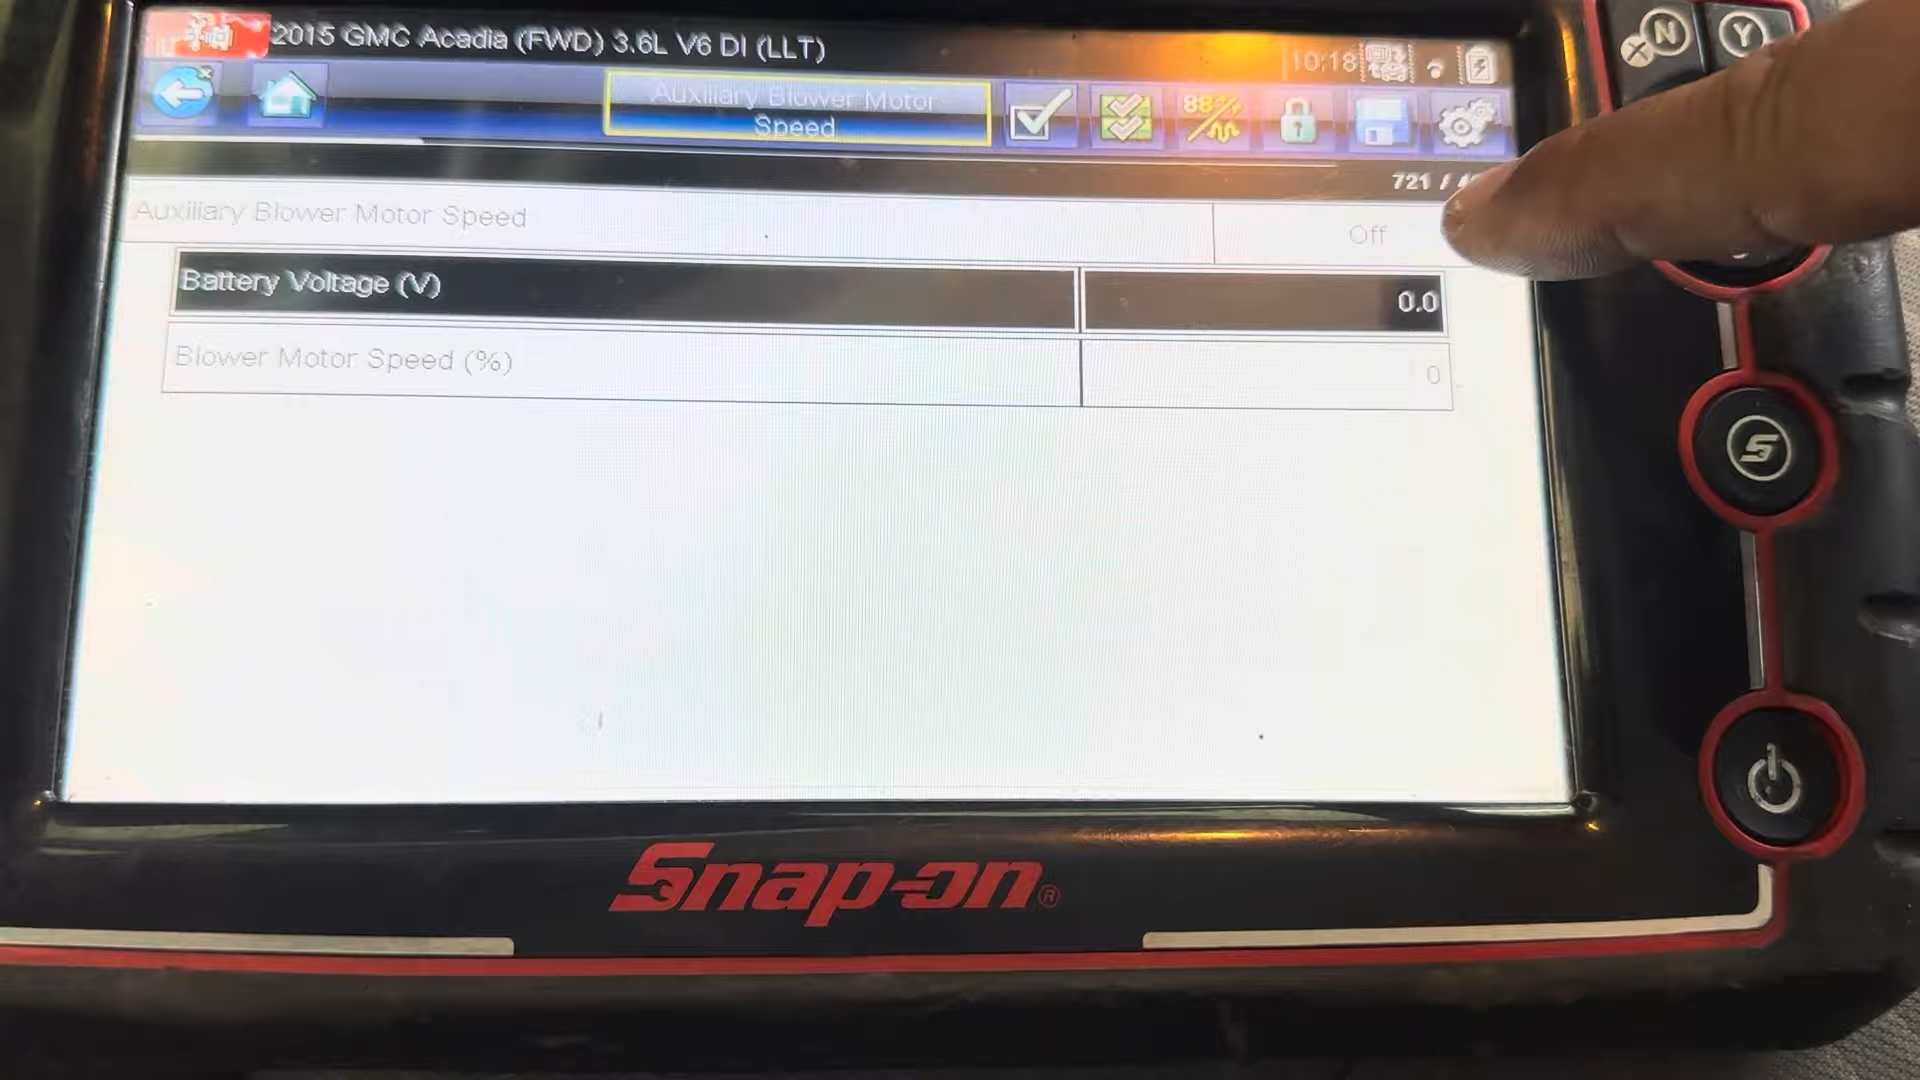 2015 GMC Acadia (FWD) 3.6L V6 DI (LLT)
10:18
Auxiliary Blower Motor
Speed
721 /
Auxiliary Blower Motor Speed
Off
Battery Voltage (V)
0.0
Blower Motor Speed (%)
0
X N
Y
S
Snap-on®